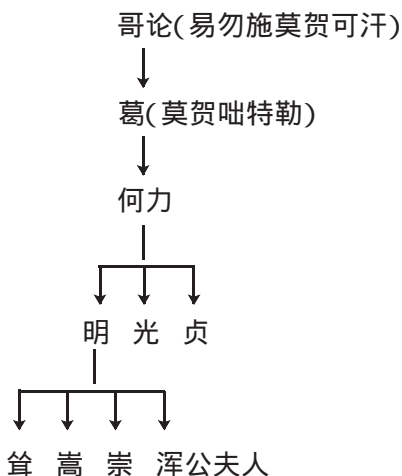 哥论(易勿施莫贺可汗)
葛(莫贺咄特勒)
何力
明 光 贞
耸 嵩 崇 浑公夫人